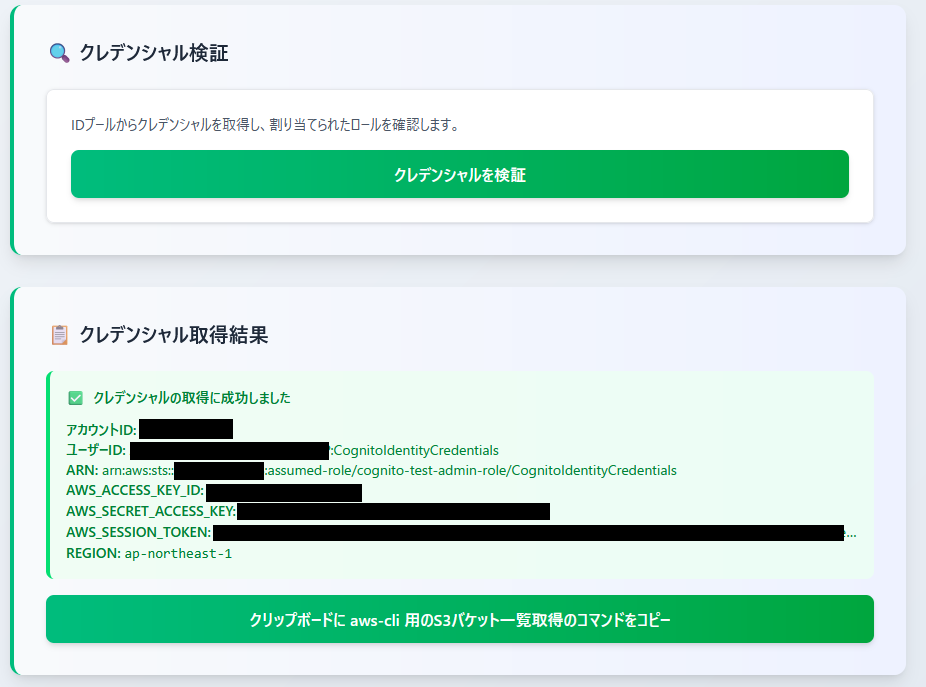 クレデンシャル検証
IDプールからクレデンシャルを取得し、割り当てられたロールを確認します。
クレデンシャルを検証
クレデンシャル取得結果
クレデンシャルの取得に成功しました
アカウントID:
ユーザーID: :CognitoIdentityCredentials
ARN: arn:aws:sts:: :assumed-role/cognito-test-admin-role/CognitoIdentityCredentials
AWS_ACCESS_KEY_ID:
AWS_SECRET_ACCESS_KEY:
AWS_SESSION_TOKEN: ...
REGION: ap-northeast-1
クリップボードに aws-cli 用のS3バケット一覧取得のコマンドをコピー